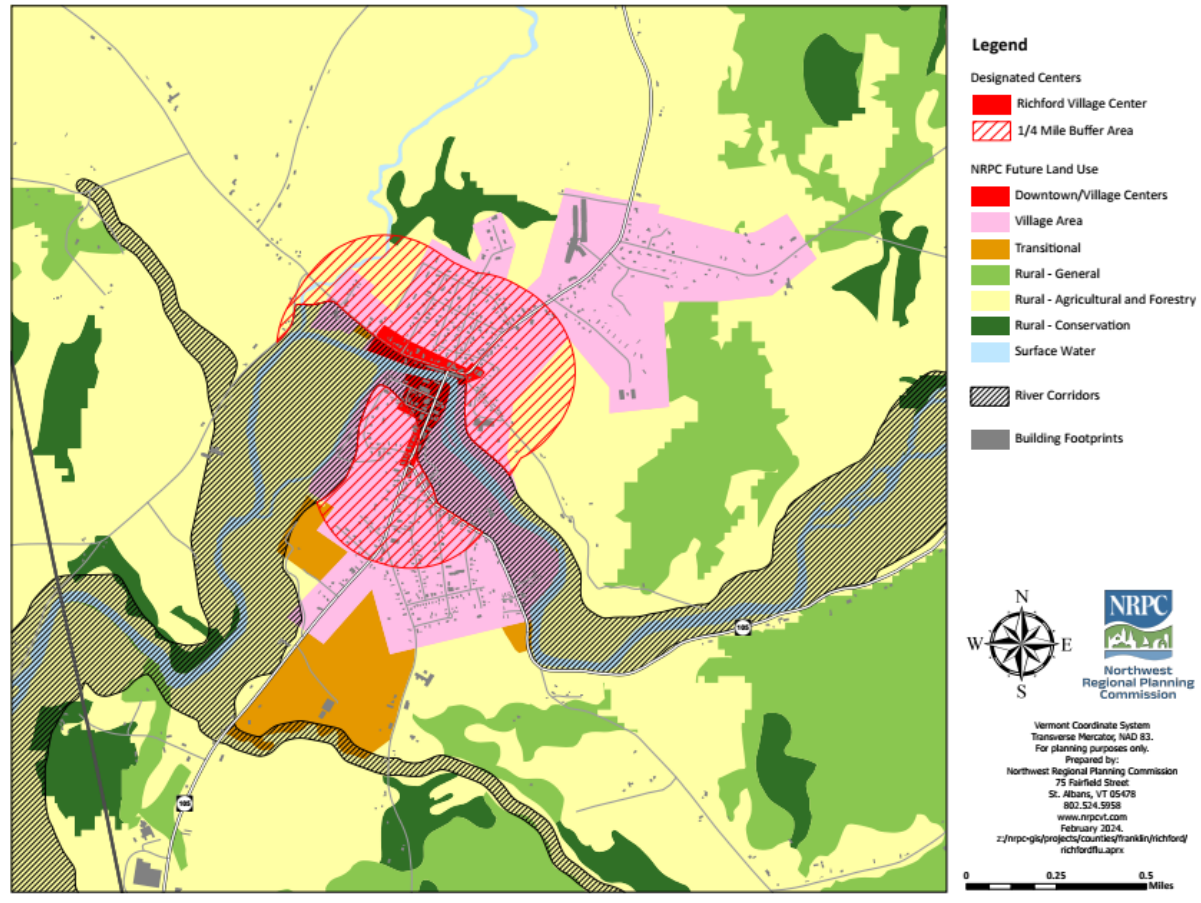 Legend
Designated Centers
Richford Village Center
1/4 Mile Buffer Area
NRPC Future Land Use
Downtown/Village Centers
Village Area
Transitional
Rural - General
Rural - Agricultural and Forestry
Rural - Conservation
Surface Water
River Corridors
Building Footprints
105
105
N
W
E
S
NRPC
Northwest
Regional Planning
Commission
Vermont Coordinate System
Transverse Mercator, NAD 83.
For planning purposes only.
Prepared by:
Northwest Regional Planning Commission
75 Fairfield Street
St. Albans, VT 05478
802.524.5958
www.nrpcvt.com
February 2024.
z:/nrpc-gis/projects/counties/franklin/richford/
richfordflu.aprx
0 0.25 0.5
Miles